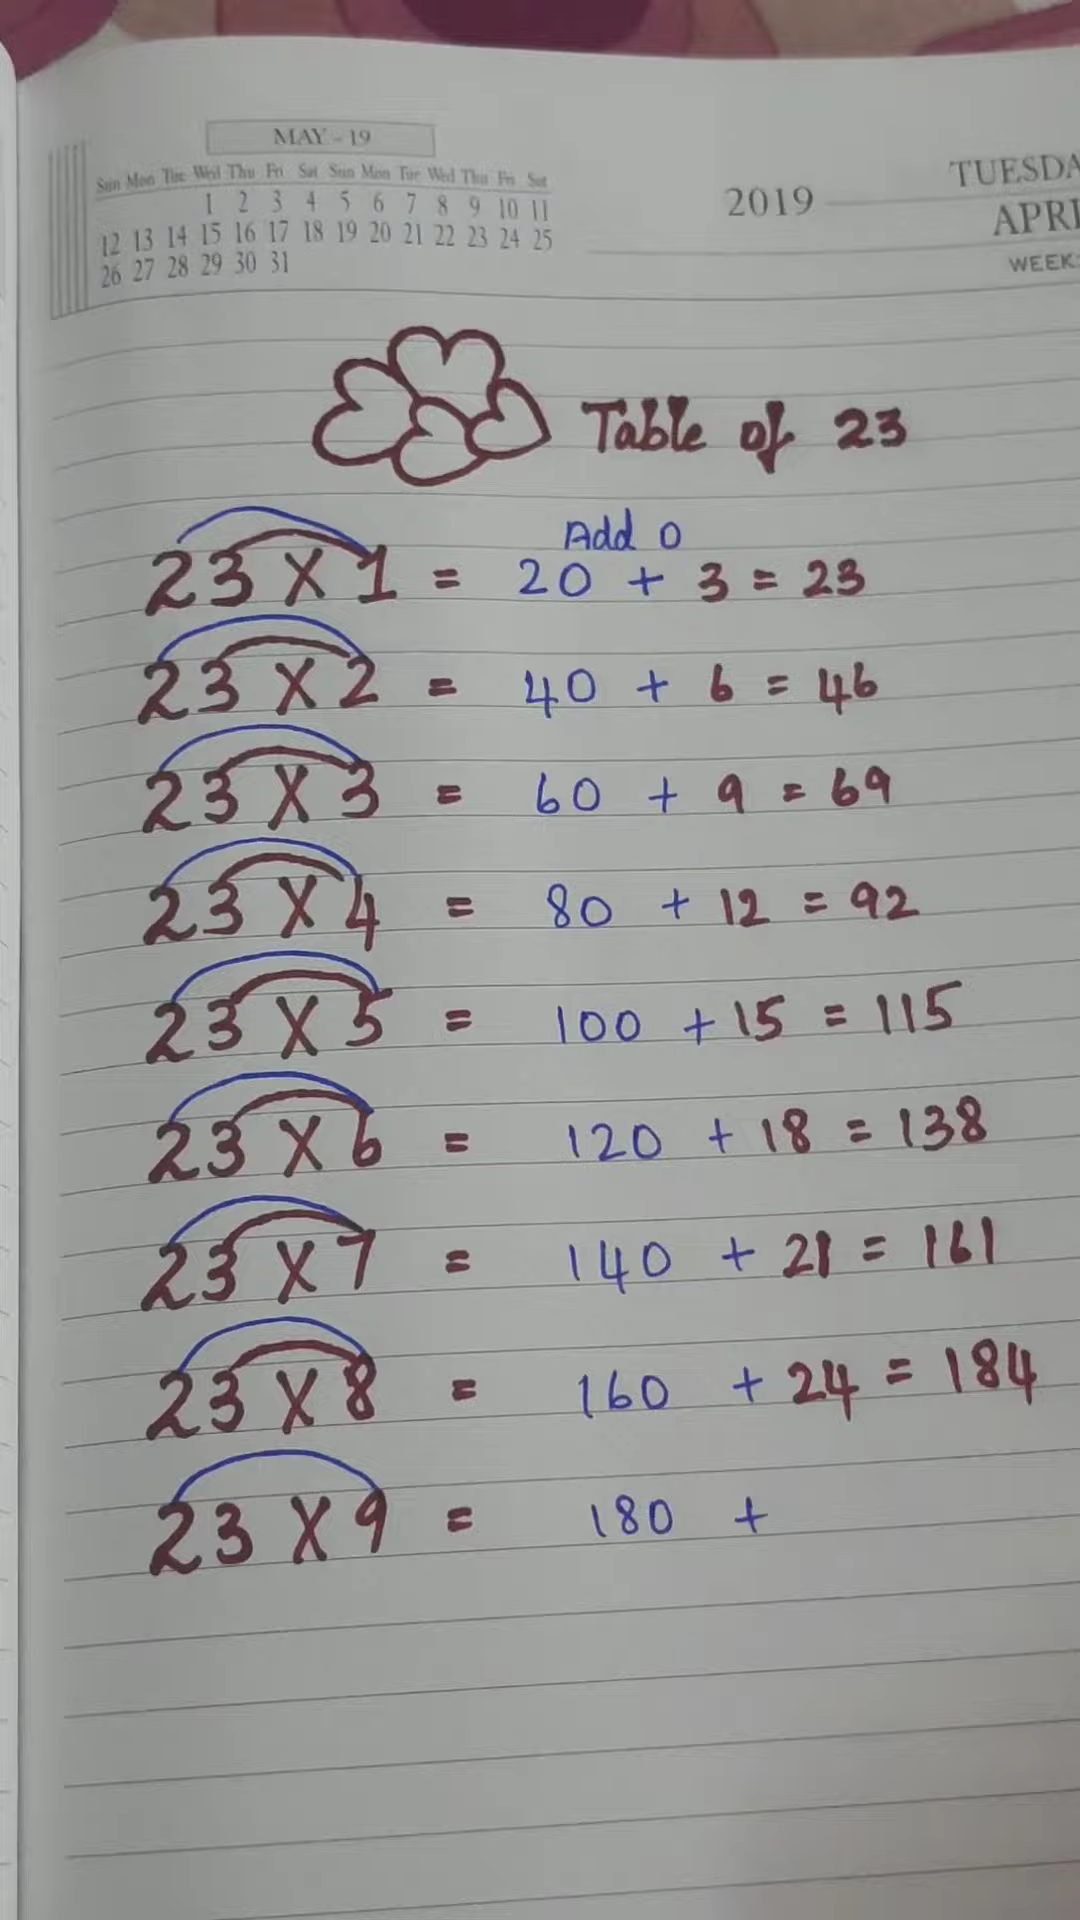 MAY - 19
Sun Mon Tue Wed Thu Fri Sat Sun Mon Tue Wed Thu Fri Sat
1 2 3 4 5 6 7 8 9 10 11
12 13 14 15 16 17 18 19 20 21 22 23 24 25
26 27 28 29 30 31
2019
TUESDA
APRI
WEEK:
Table of 23
Add 0
23 X 1 = 20 + 3 = 23
23 X 2 = 40 + 6 = 46
23 X 3 = 60 + 9 = 69
23 X 4 = 80 + 12 = 92
23 X 5 = 100 + 15 = 115
23 X 6 = 120 + 18 = 138
23 X 7 = 140 + 21 = 161
23 X 8 = 160 + 24 = 184
23 X 9 = 180 +